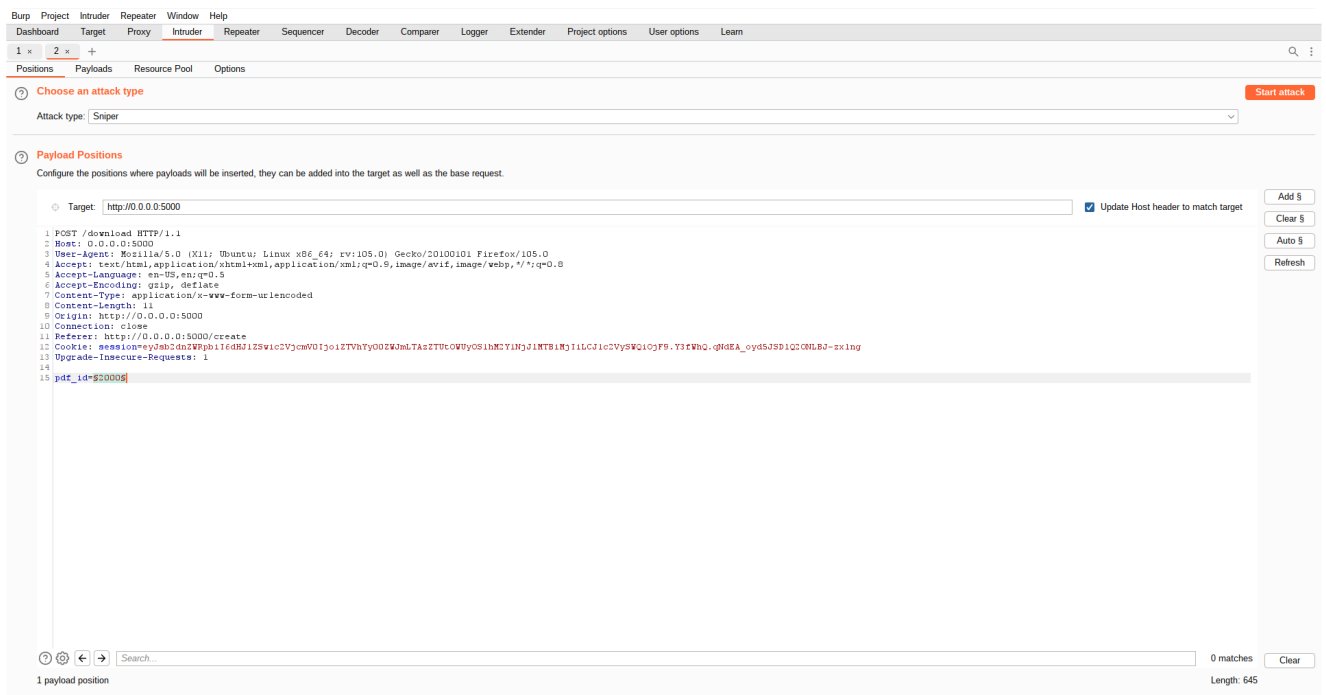 Burp Project Intruder Repeater Window Help
Dashboard Target Proxy Intruder Repeater Sequencer Decoder Comparer Logger Extender Project options User options Learn
1 × 2 × +
Positions Payloads Resource Pool Options
Choose an attack type
Start attack
Attack type: Sniper
Payload Positions
Configure the positions where payloads will be inserted, they can be added into the target as well as the base request.
Target: http://0.0.0.0:5000
Update Host header to match target
Add §
Clear §
Auto §
Refresh
1 POST /download HTTP/1.1
2 Host: 0.0.0.0:5000
3 User-Agent: Mozilla/5.0 (X11; Ubuntu; Linux x86_64; rv:105.0) Gecko/20100101 Firefox/105.0
4 Accept: text/html,application/xhtml+xml,application/xml;q=0.9,image/avif,image/webp,*/*;q=0.8
5 Accept-Language: en-US,en;q=0.5
6 Accept-Encoding: gzip, deflate
7 Content-Type: application/x-www-form-urlencoded
8 Content-Length: 11
9 Origin: http://0.0.0.0:5000
10 Connection: close
11 Referer: http://0.0.0.0:5000/create
12 Cookie: session=
13 Upgrade-Insecure-Requests: 1
14
15 pdf_id=§2000§
Search...
0 matches
Clear
1 payload position
Length: 645